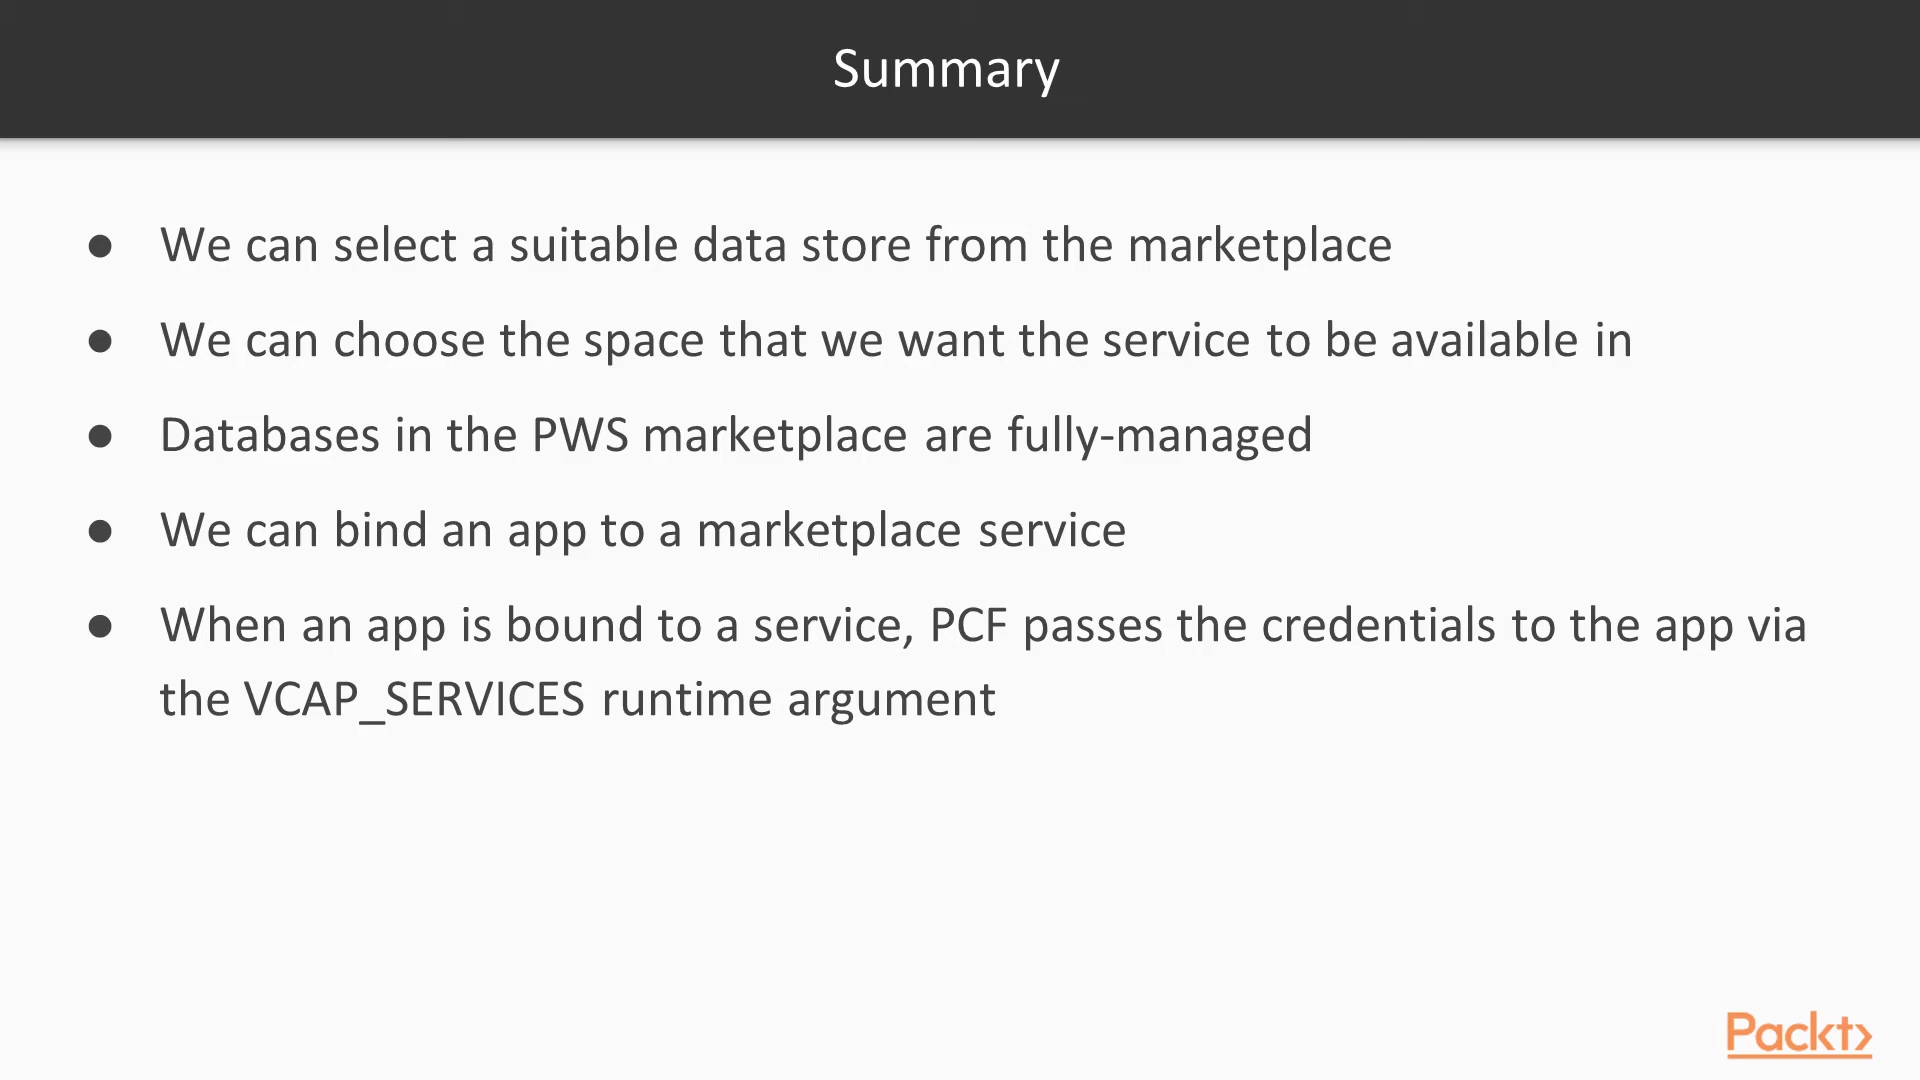 Summary
● We can select a suitable data store from the marketplace
● We can choose the space that we want the service to be available in
● Databases in the PWS marketplace are fully-managed
● We can bind an app to a marketplace service
● When an app is bound to a service, PCF passes the credentials to the app via
the VCAP_SERVICES runtime argument
Packt>